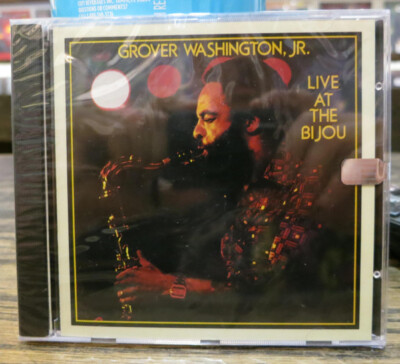 GROVER WASHINGTON, JR.
LIVE
AT
THE
BIJOU